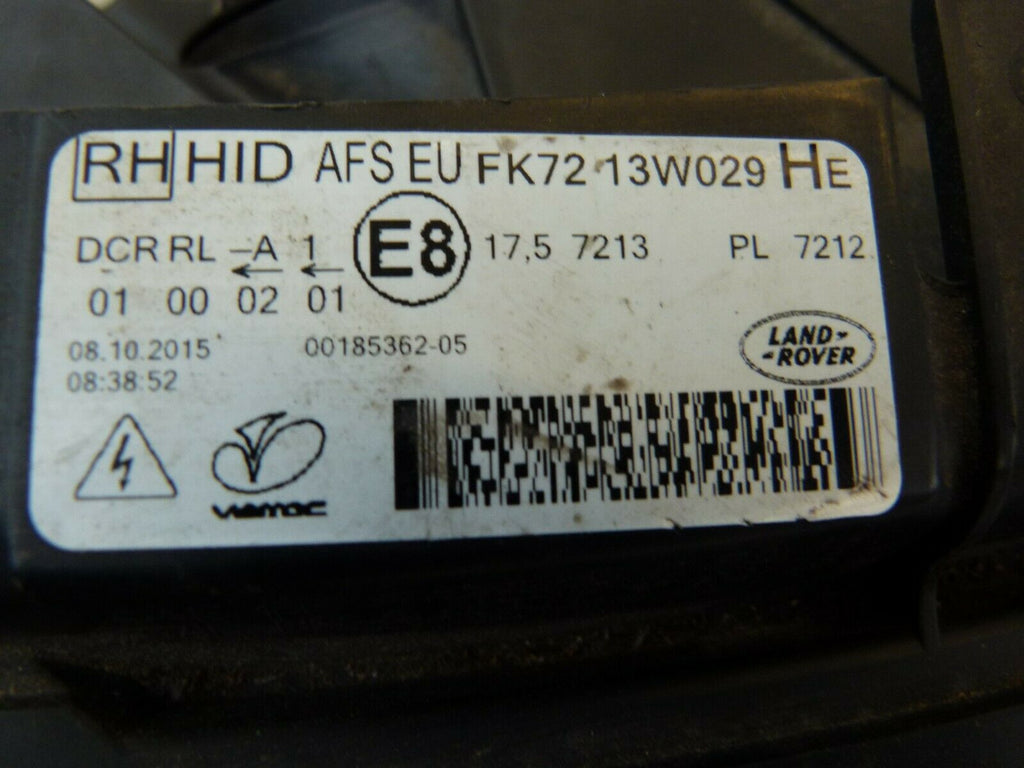 RH HID AFS EU FK72 13W029 HE
DCR RL –A 1 E8 17,5 7213 PL 7212
← ←
01 00 02 01
08.10.2015 00185362-05
08:38:52
LAND-
-ROVER